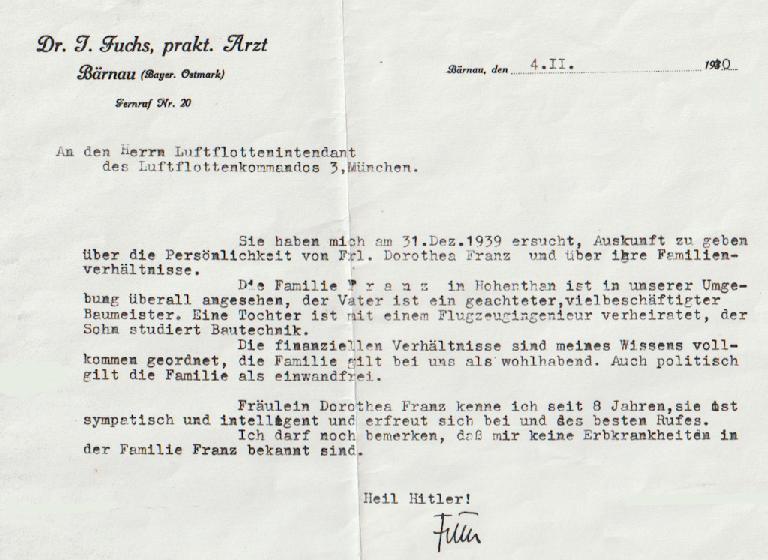 Dr. J. Fuchs, prakt. Arzt
Bärnau (Bayer. Ostmark)
Fernruf Nr. 20
Bärnau, den 4.II. 1940
An den Herrn Luftflottenintendant
des Luftflottenkommandos 3,München.
Sie haben mich am 31.Dez.1939 ersucht, Auskunft zu geben
über die Persönlichkeit von Frl. Dorothea Franz und über ihre Familien-
verhältnisse.
Die Familie F r a n z in Hohenthan ist in unserer Umge-
bung überall angesehen, der Vater ist ein geachteter,vielbeschäftigter
Baumeister. Eine Tochter ist mit einem Flugzeugingenieur verheiratet, der
Sohn studiert Bautechnik.
Die finanziellen Verhältnisse sind meines Wissens voll-
kommen geordnet, die Familie gilt bei uns als wohlhabend. Auch politisch
gilt die Familie als einwandfrei.
Fräulein Dorothea Franz kenne ich seit 8 Jahren,sie ist
sympatisch und intelligent und erfreut sich bei und des besten Rufes.
Ich darf noch bemerken, daß mir keine Erbkrankheiten in
der Familie Franz bekannt sind.
Heil Hitler!